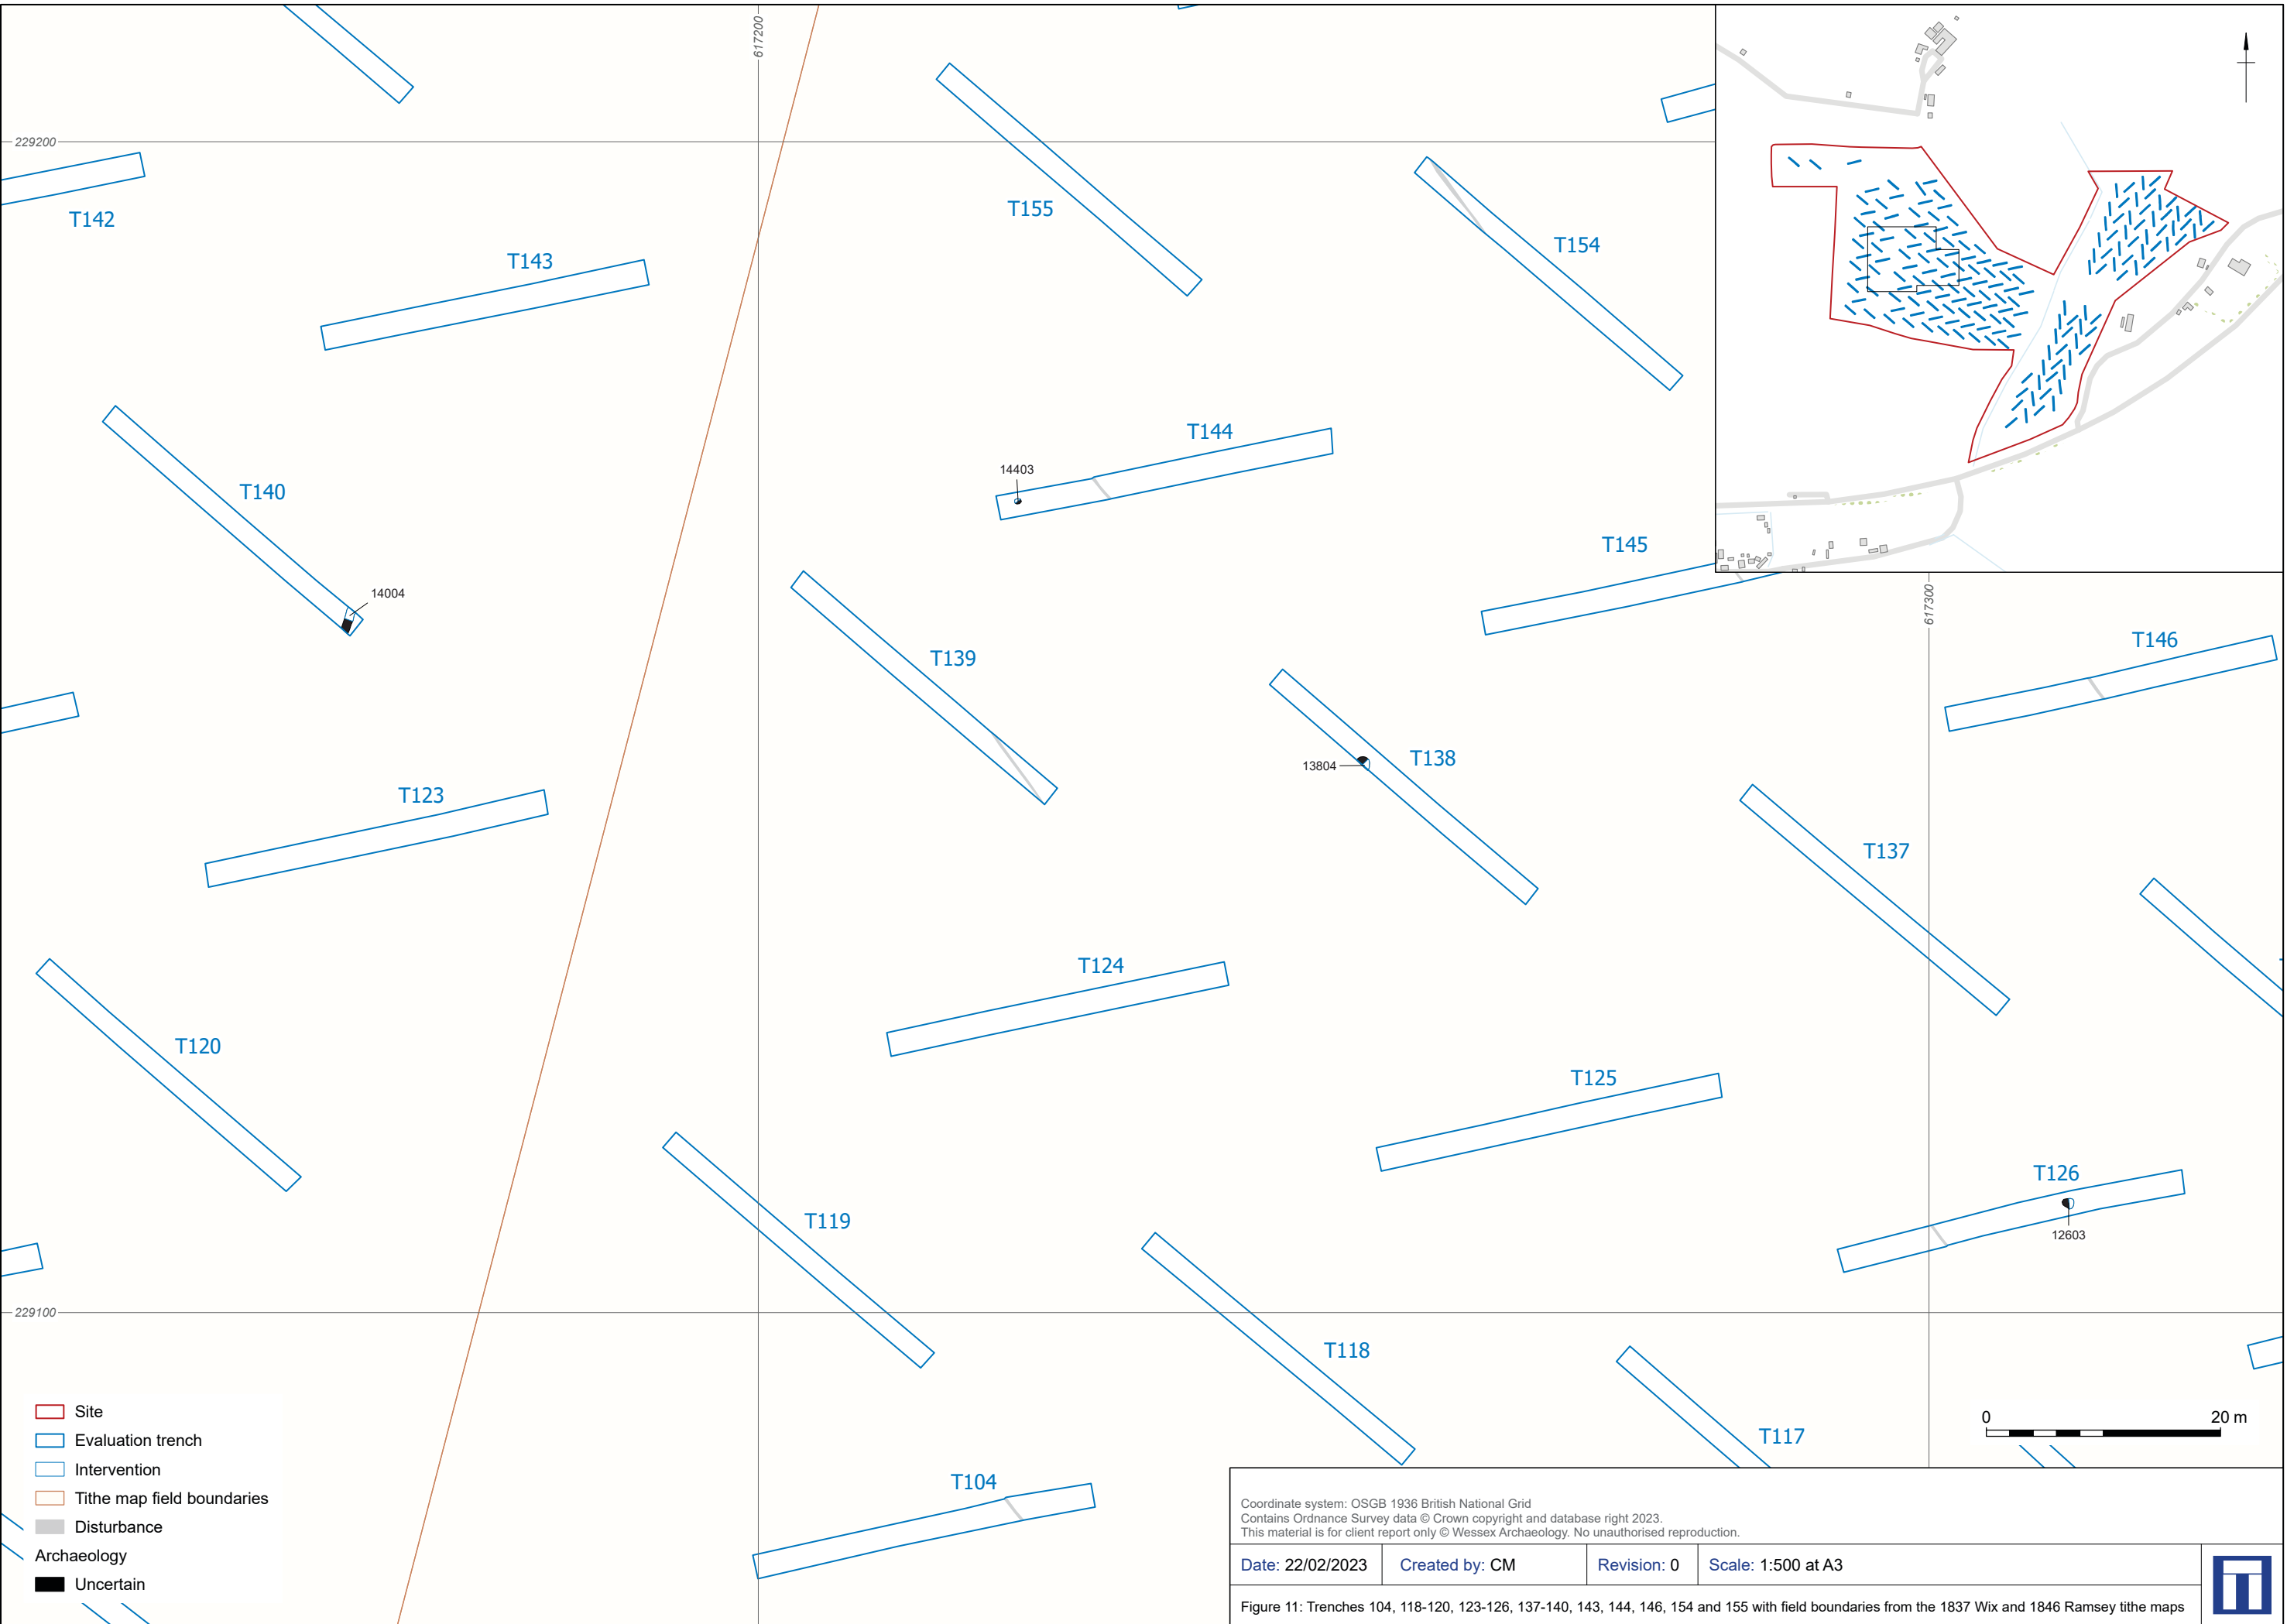 617200
229200
T142
T143
T155
T154
T144
14403
T140
14004
T145
617300
T139
T146
T138
13804
T123
T137
T124
T120
T125
T119
T126
12603
229100
T118
T117
T104
Site
Evaluation trench
Intervention
Tithe map field boundaries
Disturbance
Archaeology
Uncertain
0 20 m
Coordinate system: OSGB 1936 British National Grid
Contains Ordnance Survey data © Crown copyright and database right 2023.
This material is for client report only © Wessex Archaeology. No unauthorised reproduction.
Date: 22/02/2023 Created by: CM Revision: 0 Scale: 1:500 at A3
Figure 11: Trenches 104, 118-120, 123-126, 137-140, 143, 144, 146, 154 and 155 with field boundaries from the 1837 Wix and 1846 Ramsey tithe maps